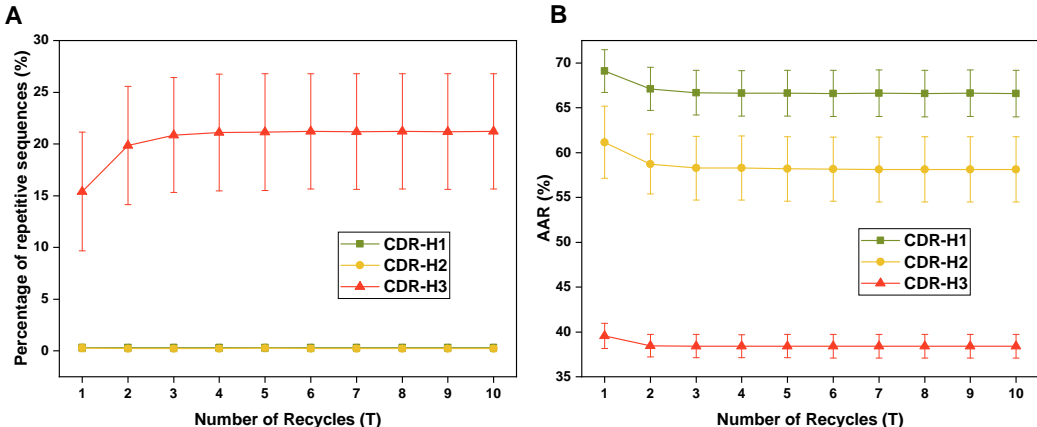 A
Percentage of repetitive sequences (%)
30
25
20
15
10
5
0
CDR-H1
CDR-H2
CDR-H3
1 2 3 4 5 6 7 8 9 10
Number of Recycles (T)
B
AAR (%)
70
65
60
55
50
45
40
35
CDR-H1
CDR-H2
CDR-H3
1 2 3 4 5 6 7 8 9 10
Number of Recycles (T)